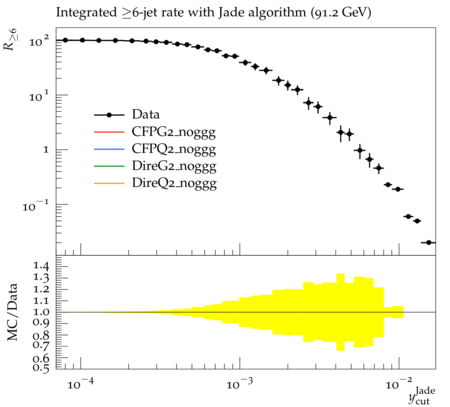 Integrated ≥6-jet rate with Jade algorithm (91.2 GeV)
R≥6
10²
10¹
1
10⁻¹
Data
CFPG2_noggg
CFPQ2_noggg
DireG2_noggg
DireQ2_noggg
MC/Data
1.4
1.3
1.2
1.1
1.0
0.9
0.8
0.7
0.6
0.5
10⁻⁴ 10⁻³ 10⁻²
y_cut^Jade